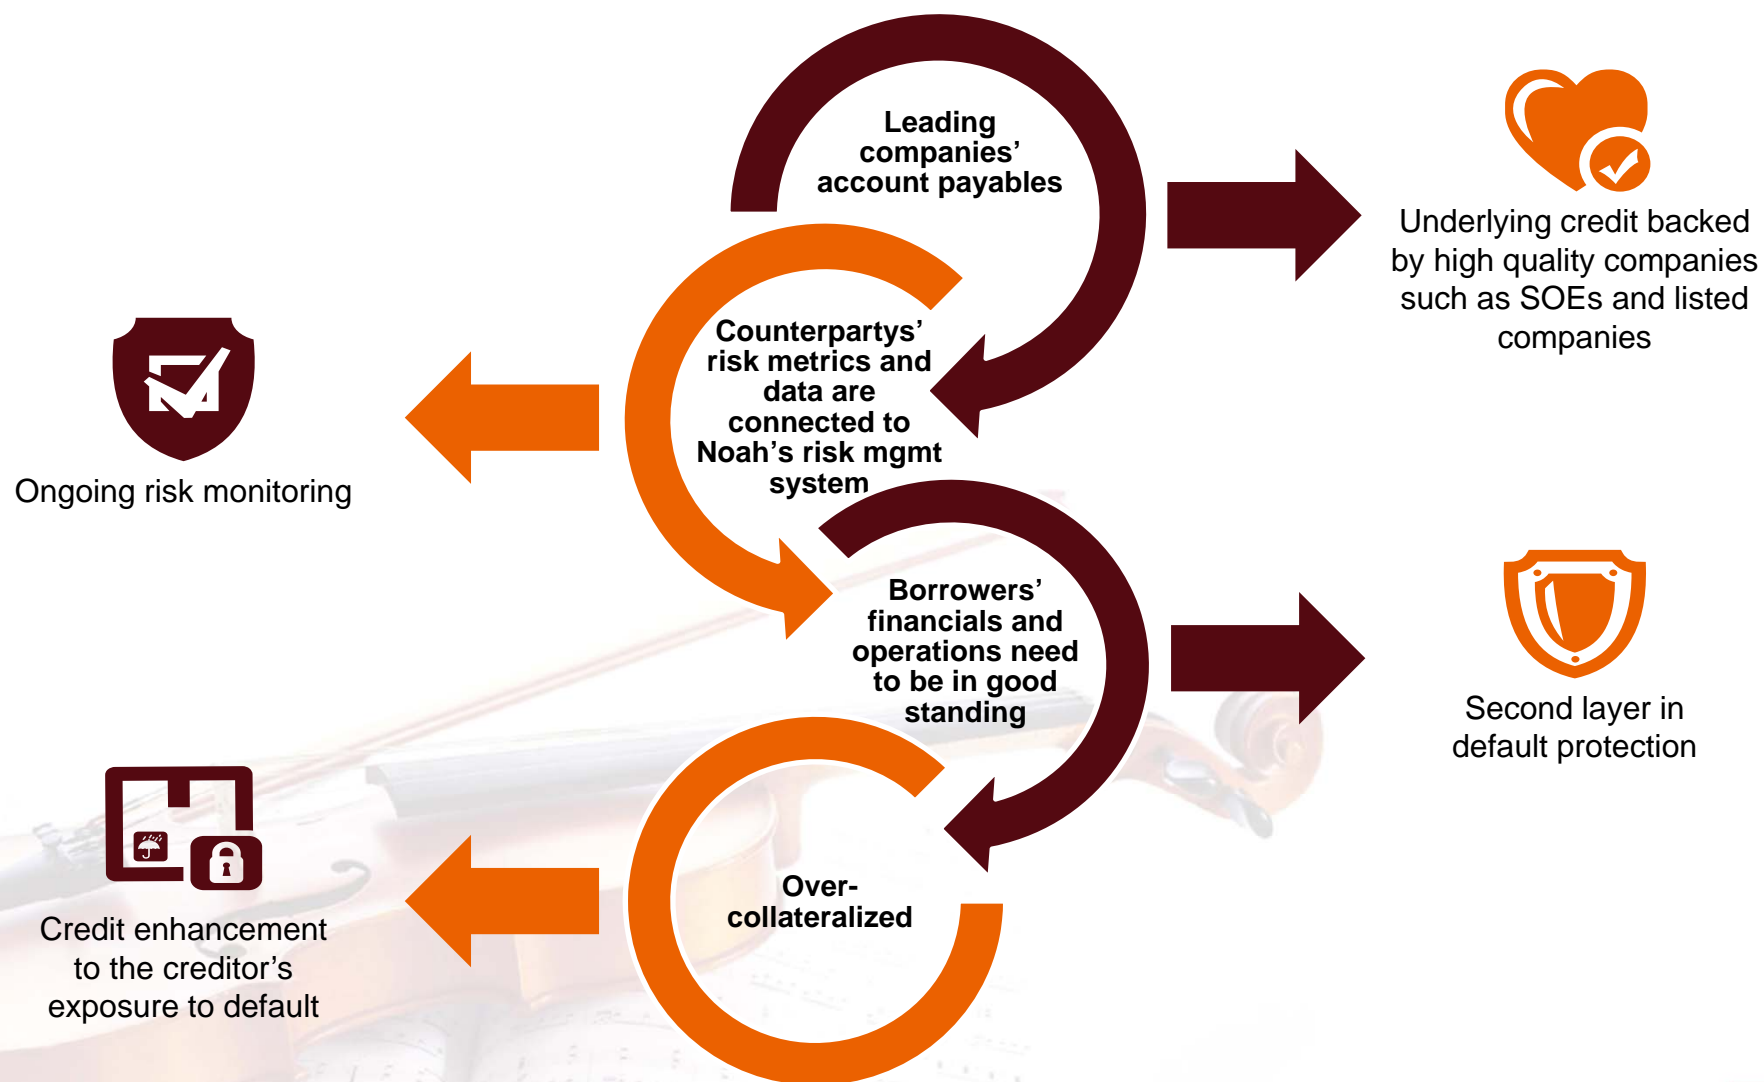 Leading
companies’
account payables
Underlying credit backed
by high quality companies
such as SOEs and listed
companies
Counterpartys’
risk metrics and
data are
connected to
Noah’s risk mgmt
system
Ongoing risk monitoring
Borrowers’
financials and
operations need
to be in good
standing
Second layer in
default protection
Over-
collateralized
Credit enhancement
to the creditor’s
exposure to default